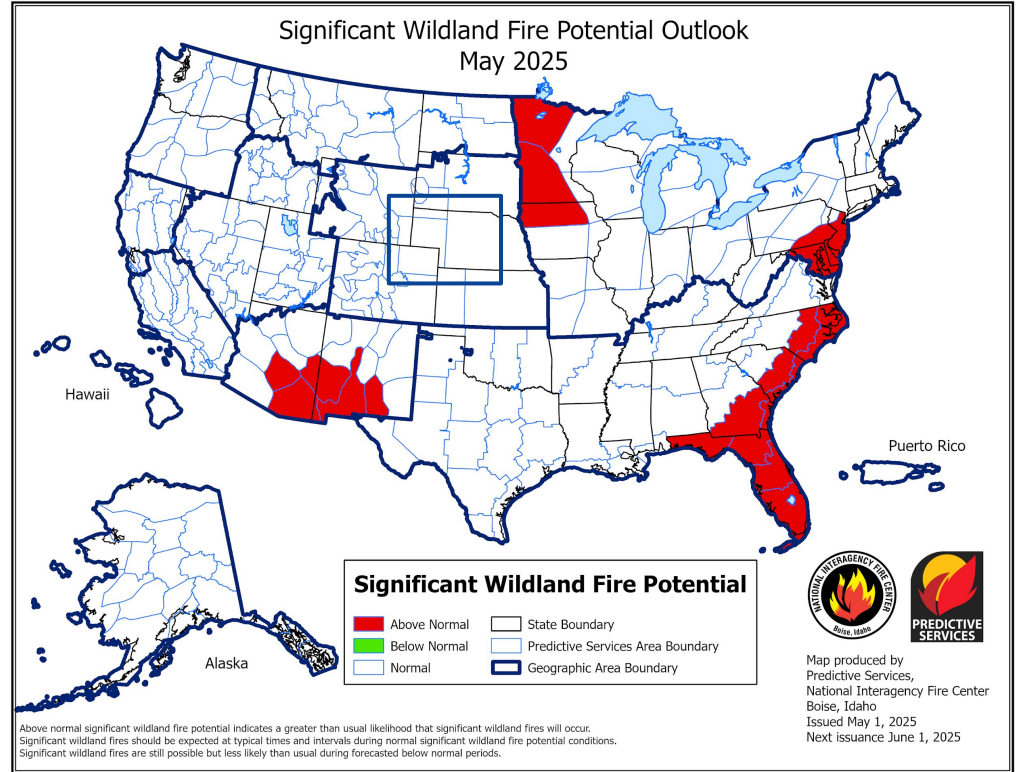 Significant Wildland Fire Potential Outlook
May 2025
Hawaii
Puerto Rico
Alaska
Significant Wildland Fire Potential
Above Normal
Below Normal
Normal
State Boundary
Predictive Services Area Boundary
Geographic Area Boundary
NATIONAL INTERAGENCY FIRE CENTER
Boise, Idaho
PREDICTIVE
SERVICES
Map produced by
Predictive Services,
National Interagency Fire Center
Boise, Idaho
Issued May 1, 2025
Next issuance June 1, 2025
Above normal significant wildland fire potential indicates a greater than usual likelihood that significant wildland fires will occur.
Significant wildland fires should be expected at typical times and intervals during normal significant wildland fire potential conditions.
Significant wildland fires are still possible but less likely than usual during forecasted below normal periods.